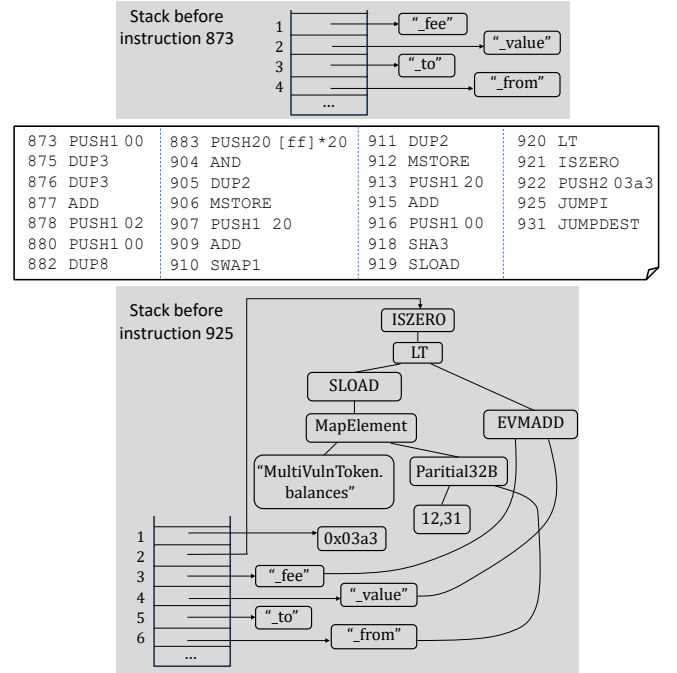 Stack before
instruction 873
1
2
3
4
“_fee”
“_value”
“_to”
“_from”
...
873 PUSH1 00
875 DUP3
876 DUP3
877 ADD
878 PUSH1 02
880 PUSH1 00
882 DUP8
883 PUSH20 [ff]*20
904 AND
905 DUP2
906 MSTORE
907 PUSH1 20
909 ADD
910 SWAP1
911 DUP2
912 MSTORE
913 PUSH1 20
915 ADD
916 PUSH1 00
918 SHA3
919 SLOAD
920 LT
921 ISZERO
922 PUSH2 03a3
925 JUMPI
931 JUMPDEST
Stack before
instruction 925
ISZERO
LT
SLOAD
MapElement
EVMADD
“MultiVulnToken.
balances”
Paritial32B
12,31
1
2
3
4
5
6
0x03a3
“_fee”
“_value”
“_to”
“_from”
...